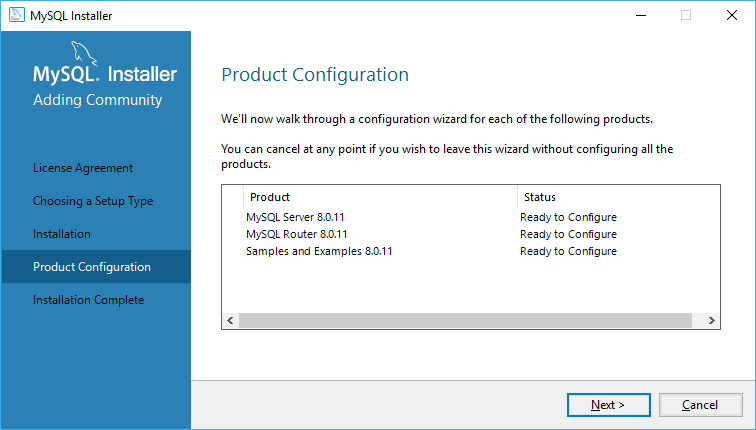 MySQL Installer
MySQL. Installer
Adding Community
License Agreement
Choosing a Setup Type
Installation
Product Configuration
Installation Complete
Product Configuration
We'll now walk through a configuration wizard for each of the following products.
You can cancel at any point if you wish to leave this wizard without configuring all the
products.
Product Status
MySQL Server 8.0.11 Ready to Configure
MySQL Router 8.0.11 Ready to Configure
Samples and Examples 8.0.11 Ready to Configure
Next > Cancel